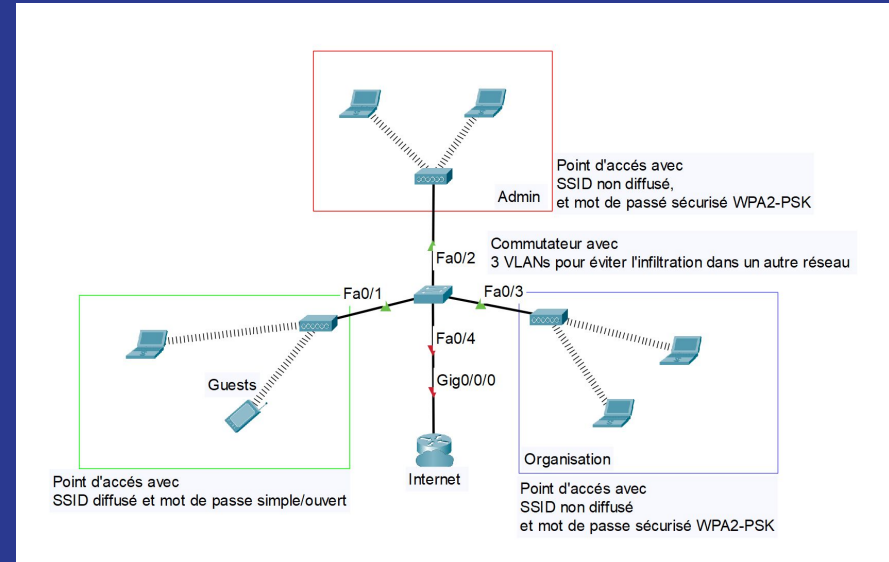 Point d'accés avec
SSID non diffusé,
et mot de passé sécurisé WPA2-PSK
Admin
Commutateur avec
3 VLANs pour éviter l'infiltration dans un autre réseau
Fa0/2
Fa0/1
Fa0/3
Fa0/4
Gig0/0/0
Guests
Internet
Organisation
Point d'accés avec
SSID diffusé et mot de passe simple/ouvert
Point d'accés avec
SSID non diffusé
et mot de passe sécurisé WPA2-PSK